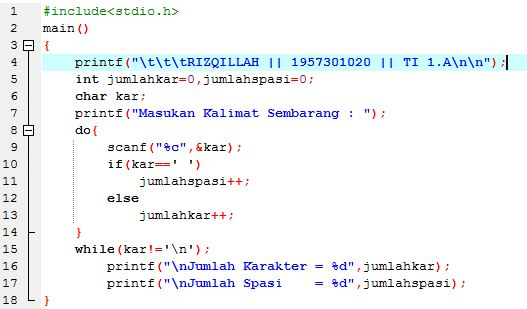 1 #include<stdio.h>
2 main()
3 {
4     printf("\t\t\tRIZQILLAH || 1957301020 || TI 1.A\n\n");
5     int jumlahkar=0,jumlahspasi=0;
6     char kar;
7     printf("Masukan Kalimat Sembarang : ");
8     do{
9         scanf("%c",&kar);
10         if(kar==' ')
11             jumlahspasi++;
12         else
13             jumlahkar++;
14     }
15     while(kar!='\n');
16         printf("\nJumlah Karakter = %d",jumlahkar);
17         printf("\nJumlah Spasi    = %d",jumlahspasi);
18 }